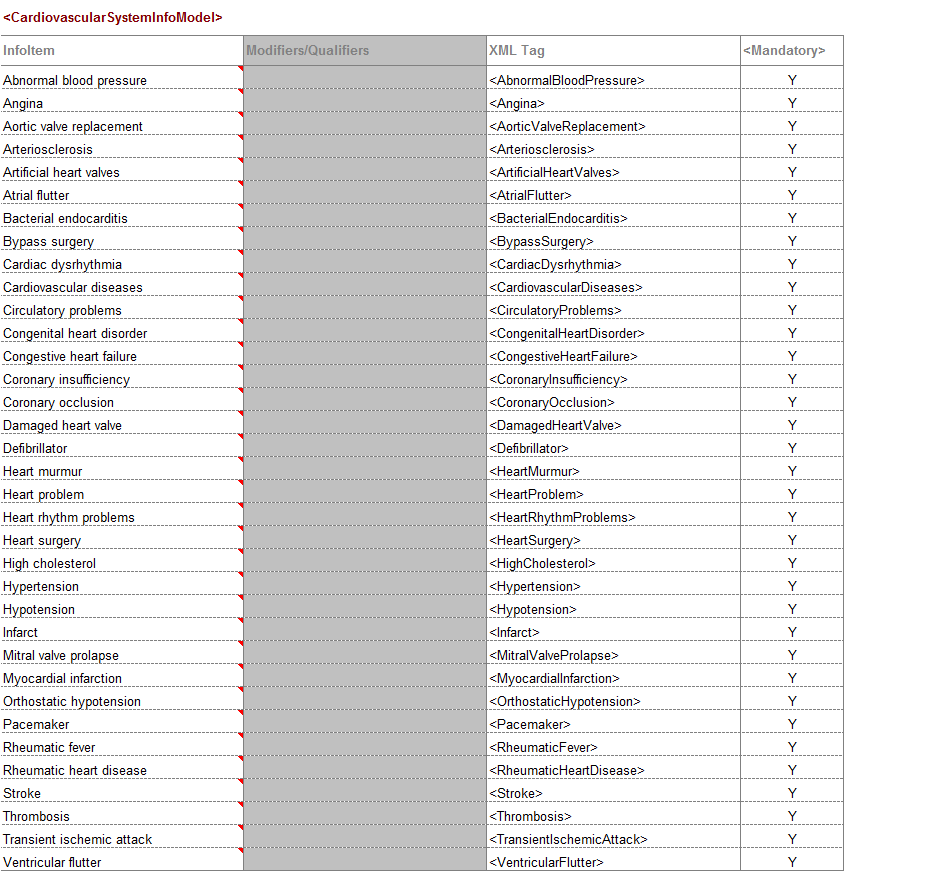 <CardiovascularSystemInfoModel>
InfoItem Modifiers/Qualifiers XML Tag <Mandatory>
Abnormal blood pressure <AbnormalBloodPressure> Y
Angina <Angina> Y
Aortic valve replacement <AorticValveReplacement> Y
Arteriosclerosis <Arteriosclerosis> Y
Artificial heart valves <ArtificialHeartValves> Y
Atrial flutter <AtrialFlutter> Y
Bacterial endocarditis <BacterialEndocarditis> Y
Bypass surgery <BypassSurgery> Y
Cardiac dysrhythmia <CardiacDysrhythmia> Y
Cardiovascular diseases <CardiovascularDiseases> Y
Circulatory problems <CirculatoryProblems> Y
Congenital heart disorder <CongenitalHeartDisorder> Y
Congestive heart failure <CongestiveHeartFailure> Y
Coronary insufficiency <CoronaryInsufficiency> Y
Coronary occlusion <CoronaryOcclusion> Y
Damaged heart valve <DamagedHeartValve> Y
Defibrillator <Defibrillator> Y
Heart murmur <HeartMurmur> Y
Heart problem <HeartProblem> Y
Heart rhythm problems <HeartRhythmProblems> Y
Heart surgery <HeartSurgery> Y
High cholesterol <HighCholesterol> Y
Hypertension <Hypertension> Y
Hypotension <Hypotension> Y
Infarct <Infarct> Y
Mitral valve prolapse <MitralValveProlapse> Y
Myocardial infarction <MyocardialInfarction> Y
Orthostatic hypotension <OrthostaticHypotension> Y
Pacemaker <Pacemaker> Y
Rheumatic fever <RheumaticFever> Y
Rheumatic heart disease <RheumaticHeartDisease> Y
Stroke <Stroke> Y
Thrombosis <Thrombosis> Y
Transient ischemic attack <TransientIschemicAttack> Y
Ventricular flutter <VentricularFlutter> Y